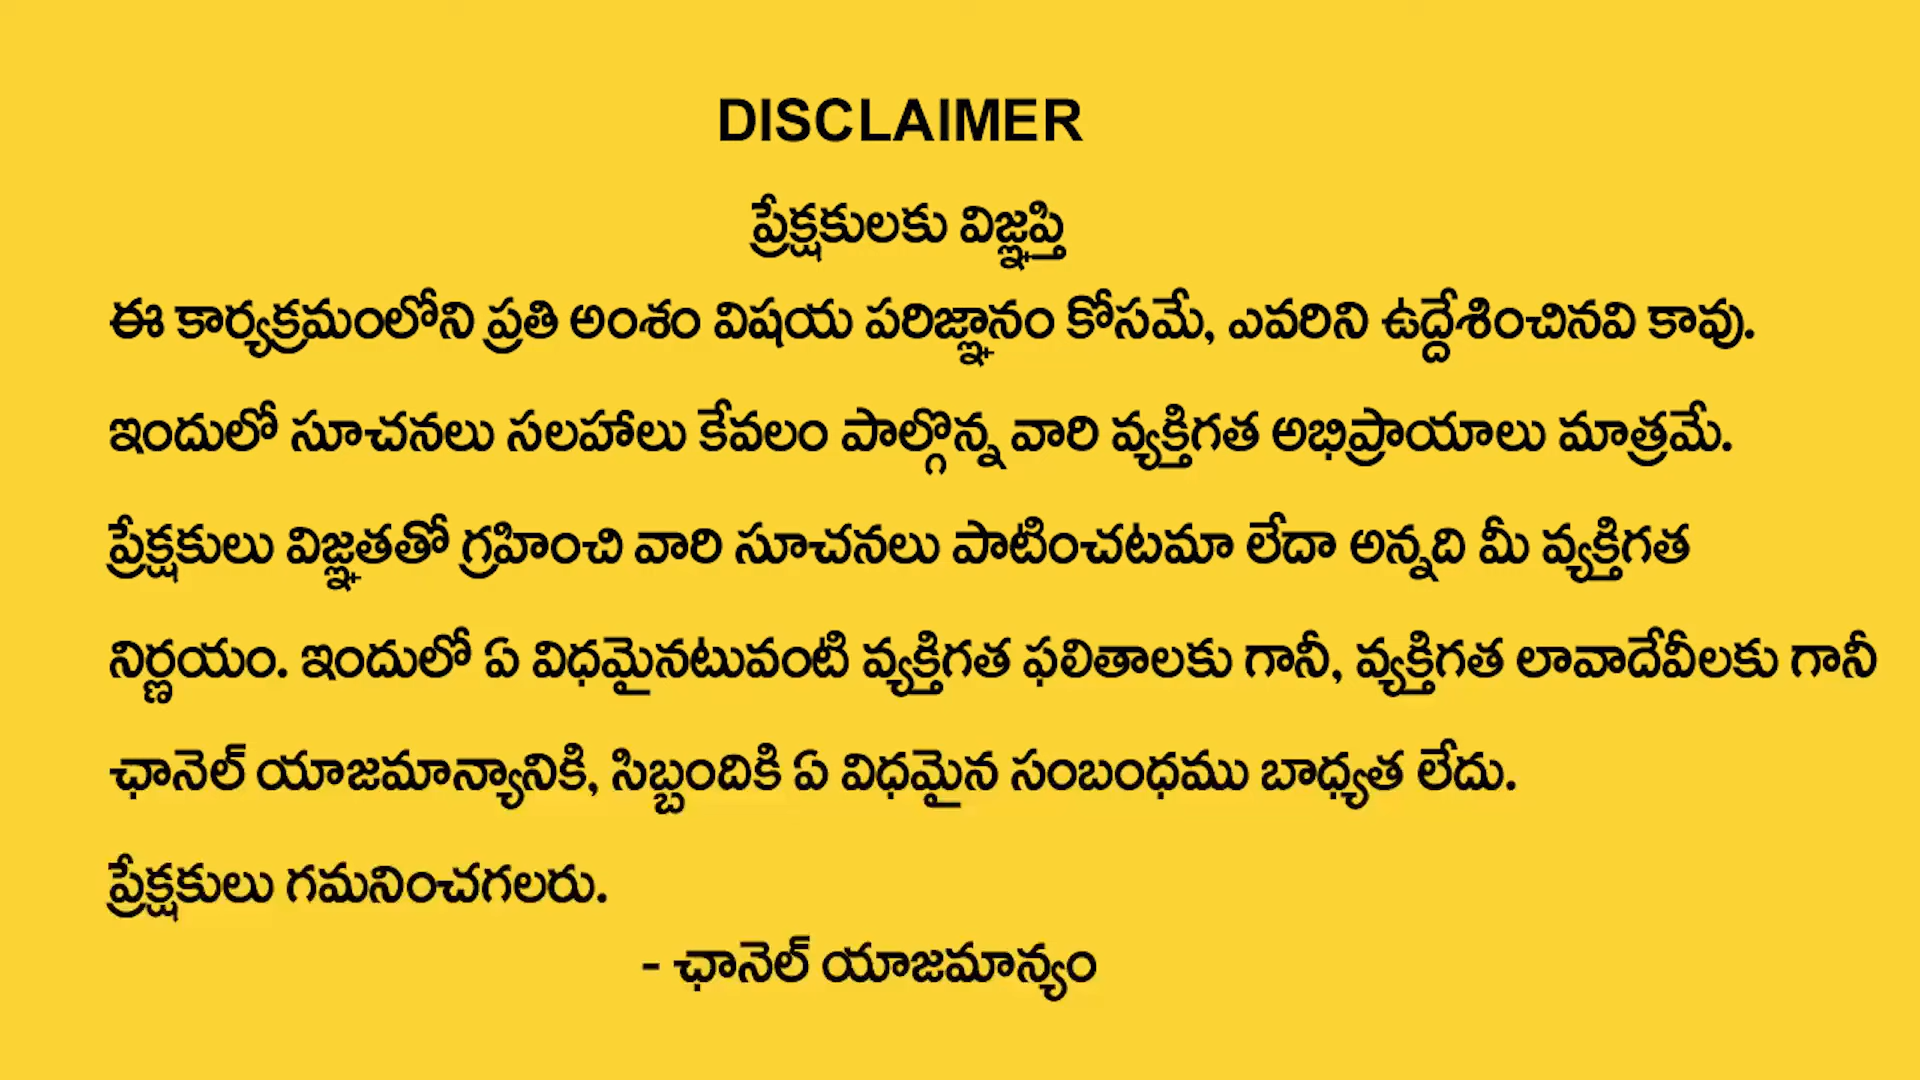 DISCLAIMER
ప్రేక్షకులకు విజ్ఞప్తి
ఈ కార్యక్రమంలోని ప్రతి అంశం విషయ పరిజ్ఞానం కోసమే, ఎవరిని ఉద్దేశించినవి కావు.
ఇందులో సూచనలు సలహాలు కేవలం పాల్గొన్న వారి వ్యక్తిగత అభిప్రాయాలు మాత్రమే.
ప్రేక్షకులు విజ్ఞతతో గ్రహించి వారి సూచనలు పాటించటమా లేదా అన్నది మీ వ్యక్తిగత
నిర్ణయం. ఇందులో ఏ విధమైనటువంటి వ్యక్తిగత ఫలితాలకు గానీ, వ్యక్తిగత లావాదేవీలకు గానీ
ఛానెల్ యాజమాన్యానికి, సిబ్బందికి ఏ విధమైన సంబంధము బాధ్యత లేదు.
ప్రేక్షకులు గమనించగలరు.
- ఛానెల్ యాజమాన్యం